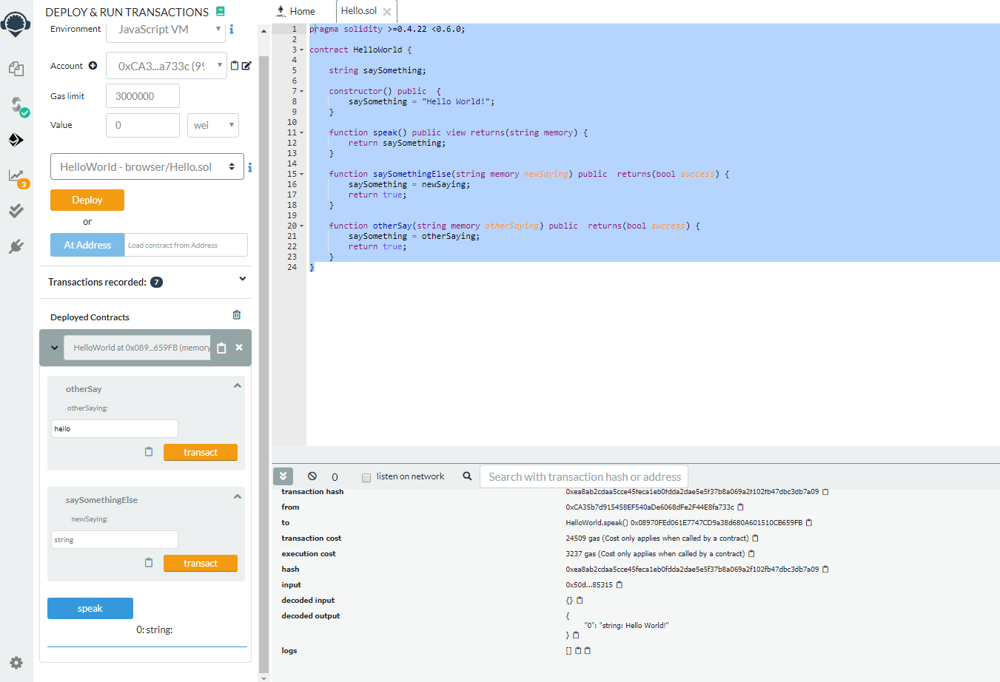 DEPLOY & RUN TRANSACTIONS
Environment
JavaScript VM
Account
0xCA3...a733c (99
Gas limit
3000000
Value
0
wei
HelloWorld - browser/Hello.sol
Deploy
or
At Address
Load contract from Address
Transactions recorded: 7
Deployed Contracts
HelloWorld at 0x089...659FB (memory
otherSay
otherSaying:
hello
transact
saySomethingElse
newSaying:
string
transact
speak
0: string:
3
Home
Hello.sol
1 pragma solidity >=0.4.22 <0.6.0;
2
3 contract HelloWorld {
4
5 string saySomething;
6
7 constructor() public  {
8 saySomething = "Hello World!";
9 }
10
11 function speak() public view returns(string memory) {
12 return saySomething;
13 }
14
15 function saySomethingElse(string memory newSaying) public  returns(bool success) {
16 saySomething = newSaying;
17 return true;
18 }
19
20 function otherSay(string memory otherSaying) public  returns(bool success) {
21 saySomething = otherSaying;
22 return true;
23 }
24 }
0
listen on network
Search with transaction hash or address
transaction hash 0xea8ab2cdaa5cce45feca1eb0fdda2dae5e5f37b8a069a2f102fb47dbc3db7a09
from 0xCA35b7d915458EF540aDe6068dFe2F44E8fa733c
to HelloWorld.speak() 0x08970FEd061E7747CD9a38d680A601510CB659FB
transaction cost 24509 gas (Cost only applies when called by a contract)
execution cost 3237 gas (Cost only applies when called by a contract)
hash 0xea8ab2cdaa5cce45feca1eb0fdda2dae5e5f37b8a069a2f102fb47dbc3db7a09
input 0x50d...85315
decoded input {}
decoded output {
"0": "string: Hello World!"
}
logs []